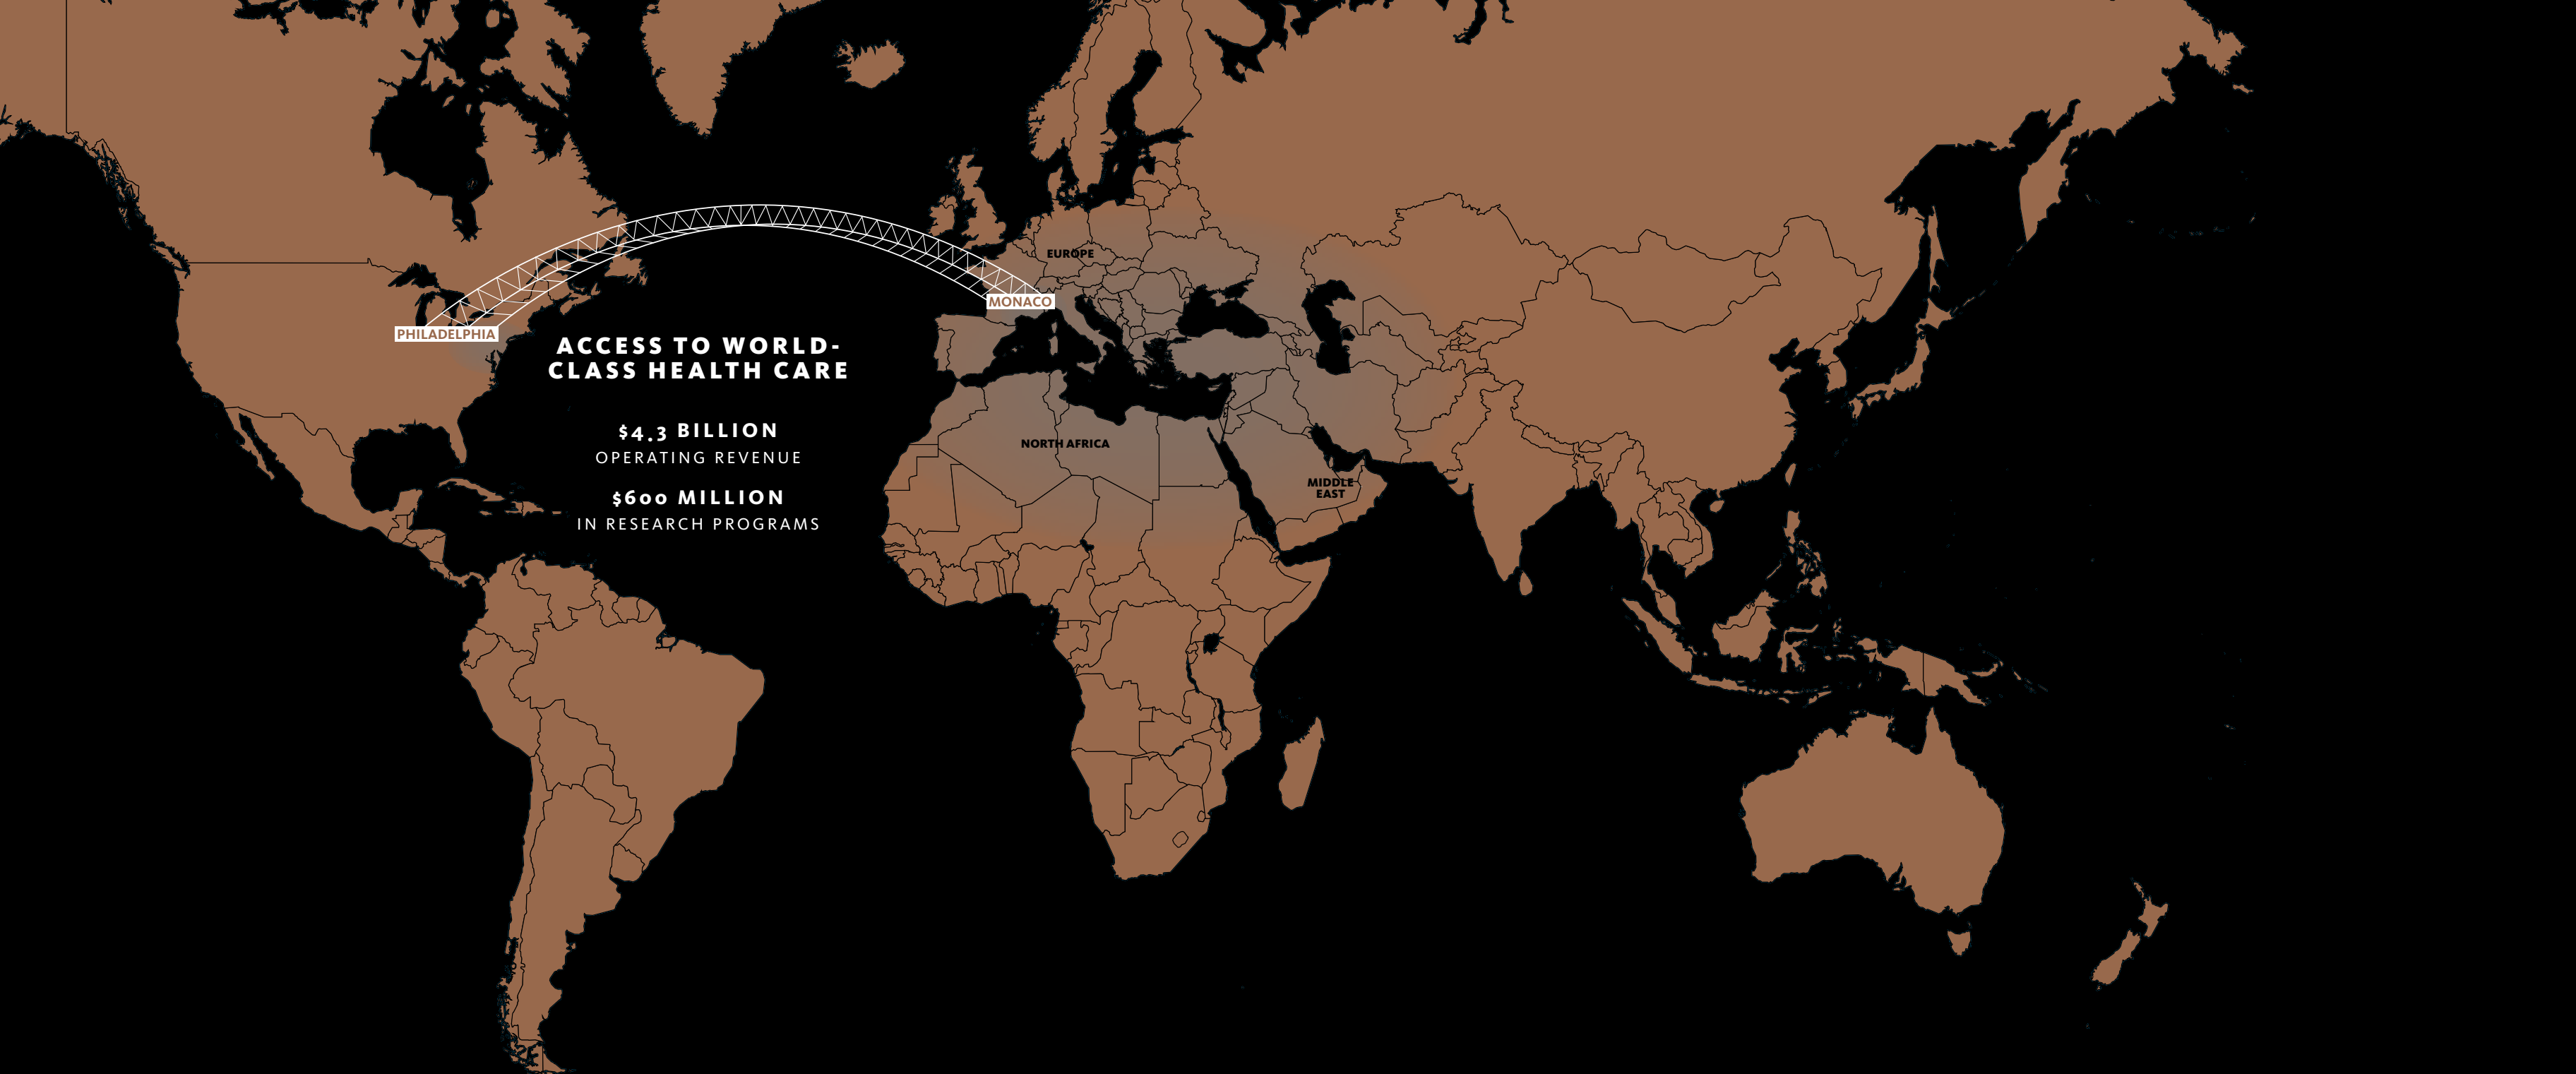 EUROPE
MONACO
PHILADELPHIA
ACCESS TO WORLD-
CLASS HEALTH CARE
$4.3 BILLION
OPERATING REVENUE
$600 MILLION
IN RESEARCH PROGRAMS
NORTH AFRICA
MIDDLE
EAST